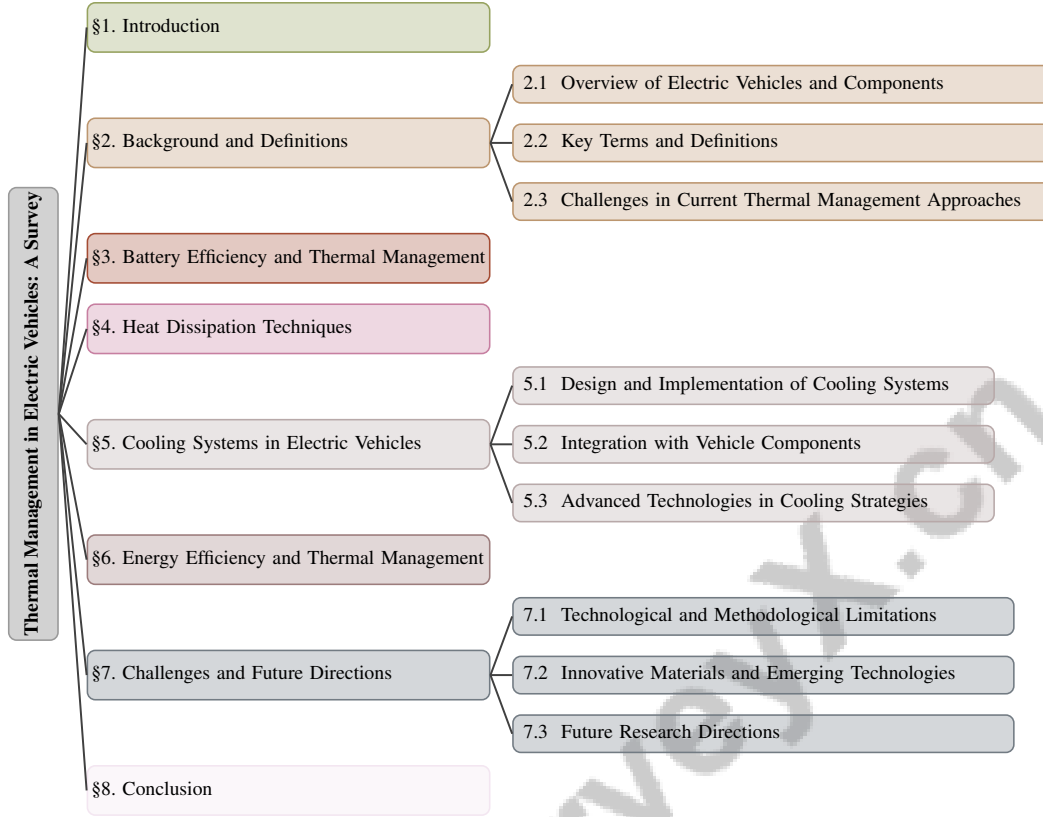 Thermal Management in Electric Vehicles: A Survey
§1. Introduction
§2. Background and Definitions
2.1 Overview of Electric Vehicles and Components
2.2 Key Terms and Definitions
2.3 Challenges in Current Thermal Management Approaches
§3. Battery Efficiency and Thermal Management
§4. Heat Dissipation Techniques
§5. Cooling Systems in Electric Vehicles
5.1 Design and Implementation of Cooling Systems
5.2 Integration with Vehicle Components
5.3 Advanced Technologies in Cooling Strategies
§6. Energy Efficiency and Thermal Management
§7. Challenges and Future Directions
7.1 Technological and Methodological Limitations
7.2 Innovative Materials and Emerging Technologies
7.3 Future Research Directions
§8. Conclusion
rveyx.cn